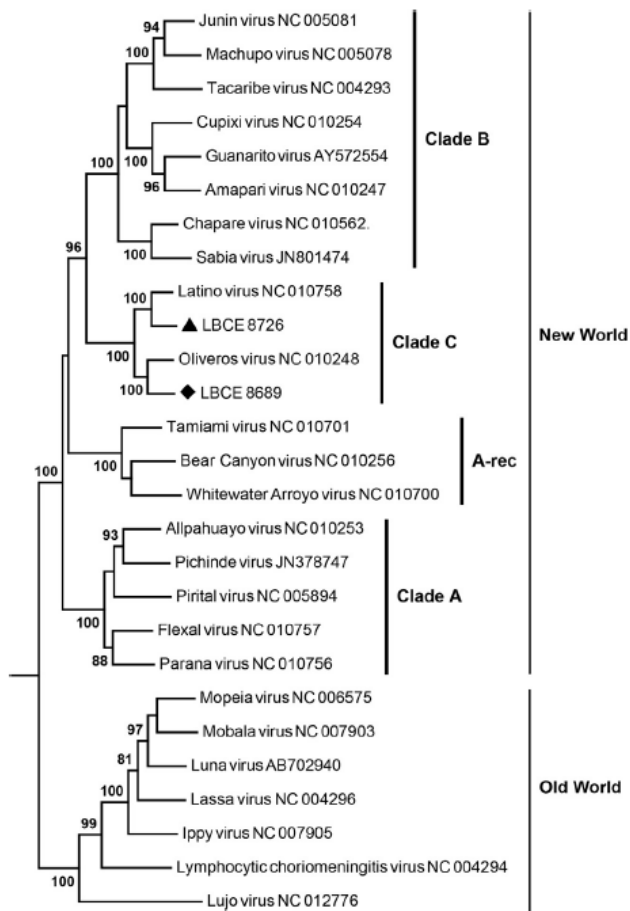 94
Junin virus NC 005081
100
Machupo virus NC 005078
Tacaribe virus NC 004293
Cupixi virus NC 010254
Clade B
100
100
Guanarito virus AY572554
96
Amapari virus NC 010247
Chapare virus NC 010562.
96
100
Sabia virus JN801474
100
Latino virus NC 010758
LBCE 8726
New World
100
Clade C
Oliveros virus NC 010248
100
LBCE 8689
Tamiami virus NC 010701
100
Bear Canyon virus NC 010256
A-rec
100
Whitewater Arroyo virus NC 010700
93
Allpahuayo virus NC 010253
Pichinde virus JN378747
Pirital virus NC 005894
Clade A
100
Flexal virus NC 010757
88
Parana virus NC 010756
Mopeia virus NC 006575
97
Mobala virus NC 007903
81
Luna virus AB702940
Old World
100
Lassa virus NC 004296
99
Ippy virus NC 007905
Lymphocytic choriomeningitis virus NC 004294
100
Lujo virus NC 012776